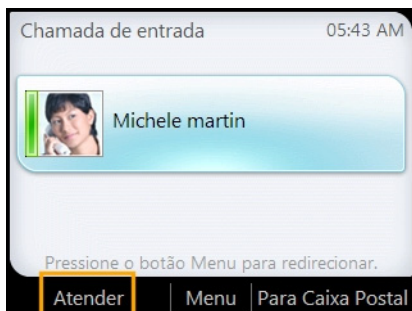 Chamada de entrada 05:43 AM
Michele martin
Pressione o botão Menu para redirecionar.
Atender Menu Para Caixa Postal